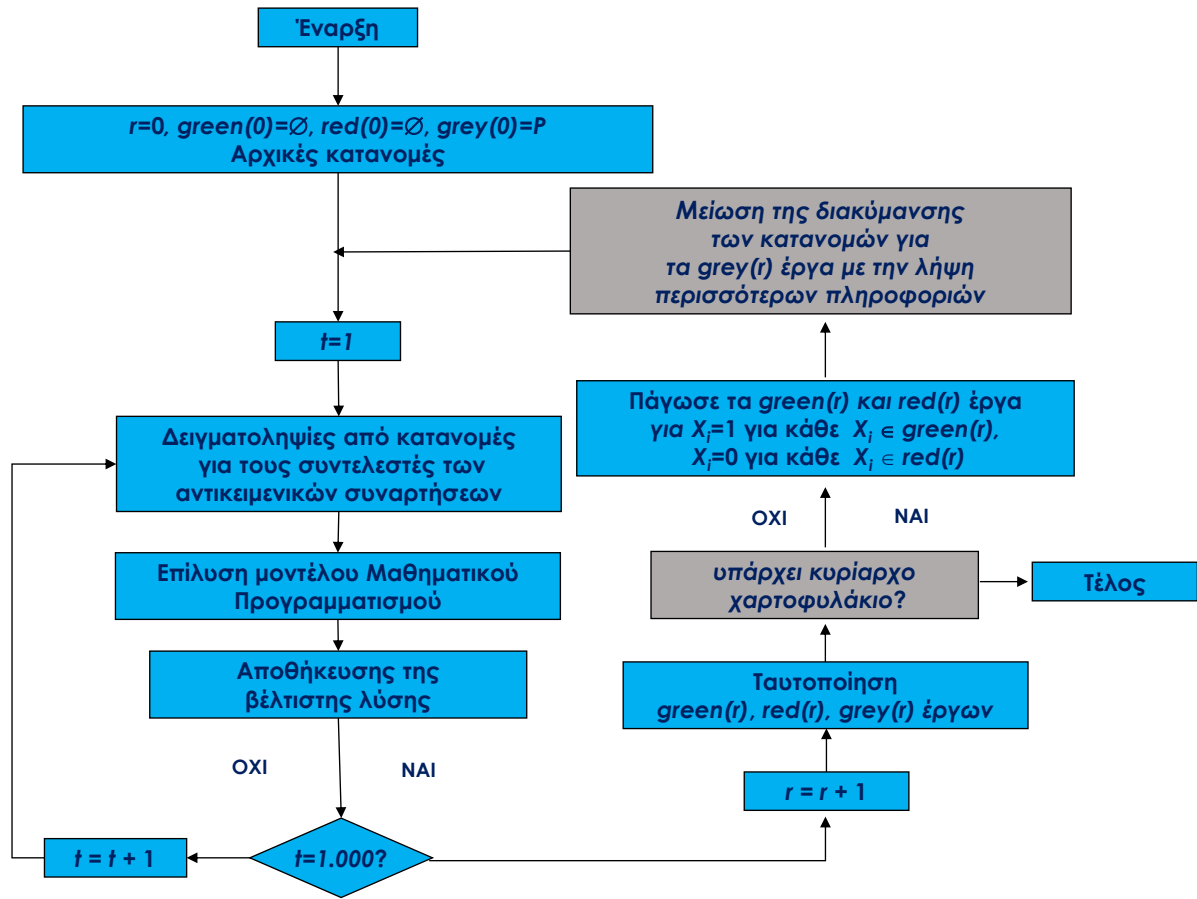 Έναρξη
r=0, green(0)=∅, red(0)=∅, grey(0)=P
Αρχικές κατανομές
Μείωση της διακύμανσης
των κατανομών για
τα grey(r) έργα με την λήψη
περισσότερων πληροφοριών
t=1
Δειγματοληψίες από κατανομές
για τους συντελεστές των
αντικειμενικών συναρτήσεων
Πάγωσε τα green(r) και red(r) έργα
για Xi=1 για κάθε Xi ∈ green(r),
Xi=0 για κάθε Xi ∈ red(r)
ΟΧΙ ΝΑΙ
Επίλυση μοντέλου Μαθηματικού
Προγραμματισμού
υπάρχει κυρίαρχο
χαρτοφυλάκιο?
Τέλος
Αποθήκευσης της
βέλτιστης λύσης
Ταυτοποίηση
green(r), red(r), grey(r) έργων
ΟΧΙ ΝΑΙ
r = r + 1
t = t + 1
t=1.000?